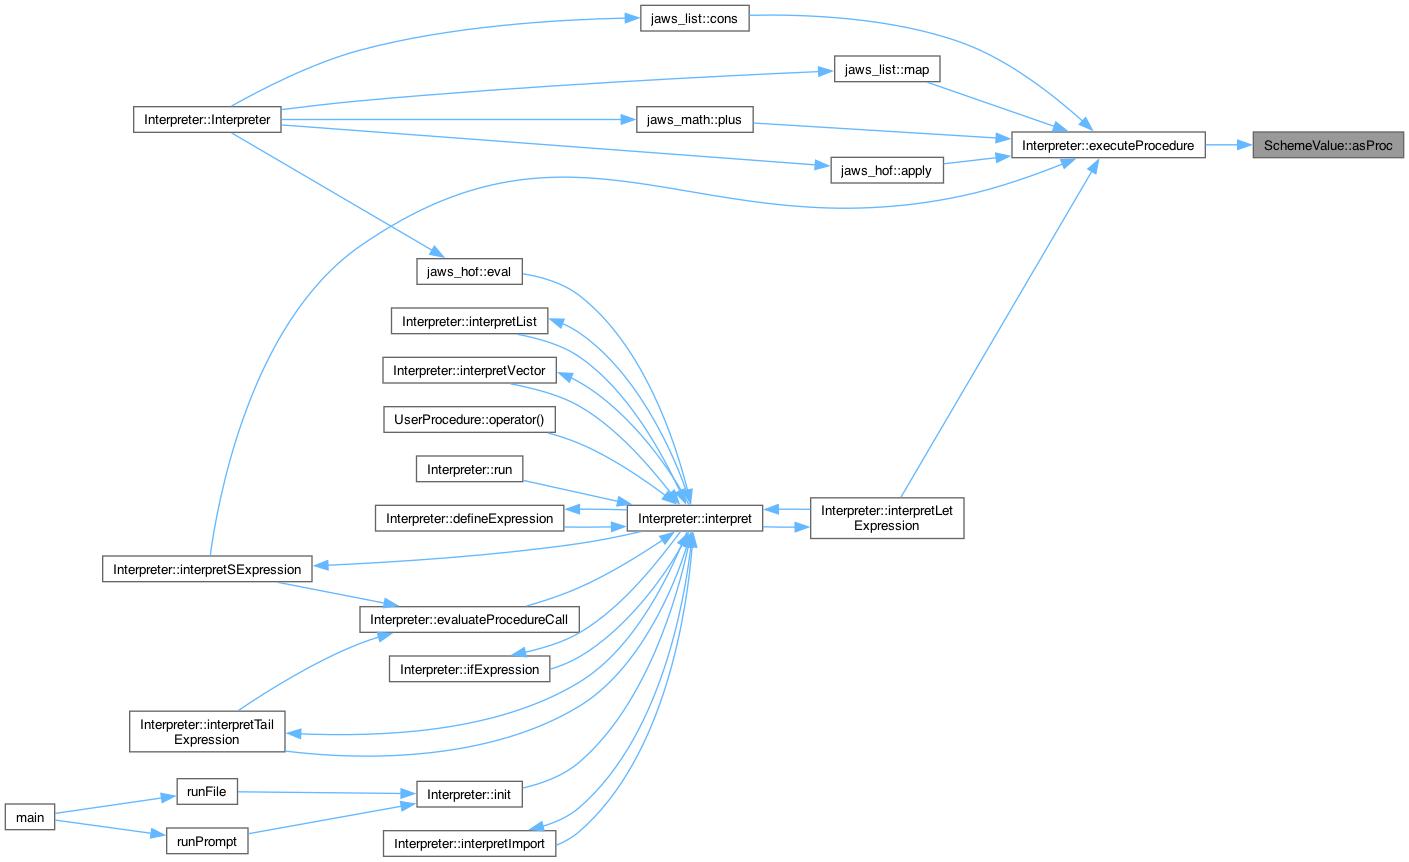 jaws_list::cons
jaws_list::map
Interpreter::Interpreter
jaws_math::plus
Interpreter::executeProcedure
SchemeValue::asProc
jaws_hof::apply
jaws_hof::eval
Interpreter::interpretList
Interpreter::interpretVector
UserProcedure::operator()
Interpreter::run
Interpreter::defineExpression
Interpreter::interpret
Interpreter::interpretLet
Expression
Interpreter::interpretSExpression
Interpreter::evaluateProcedureCall
Interpreter::ifExpression
Interpreter::interpretTail
Expression
runFile
Interpreter::init
main
runPrompt
Interpreter::interpretImport